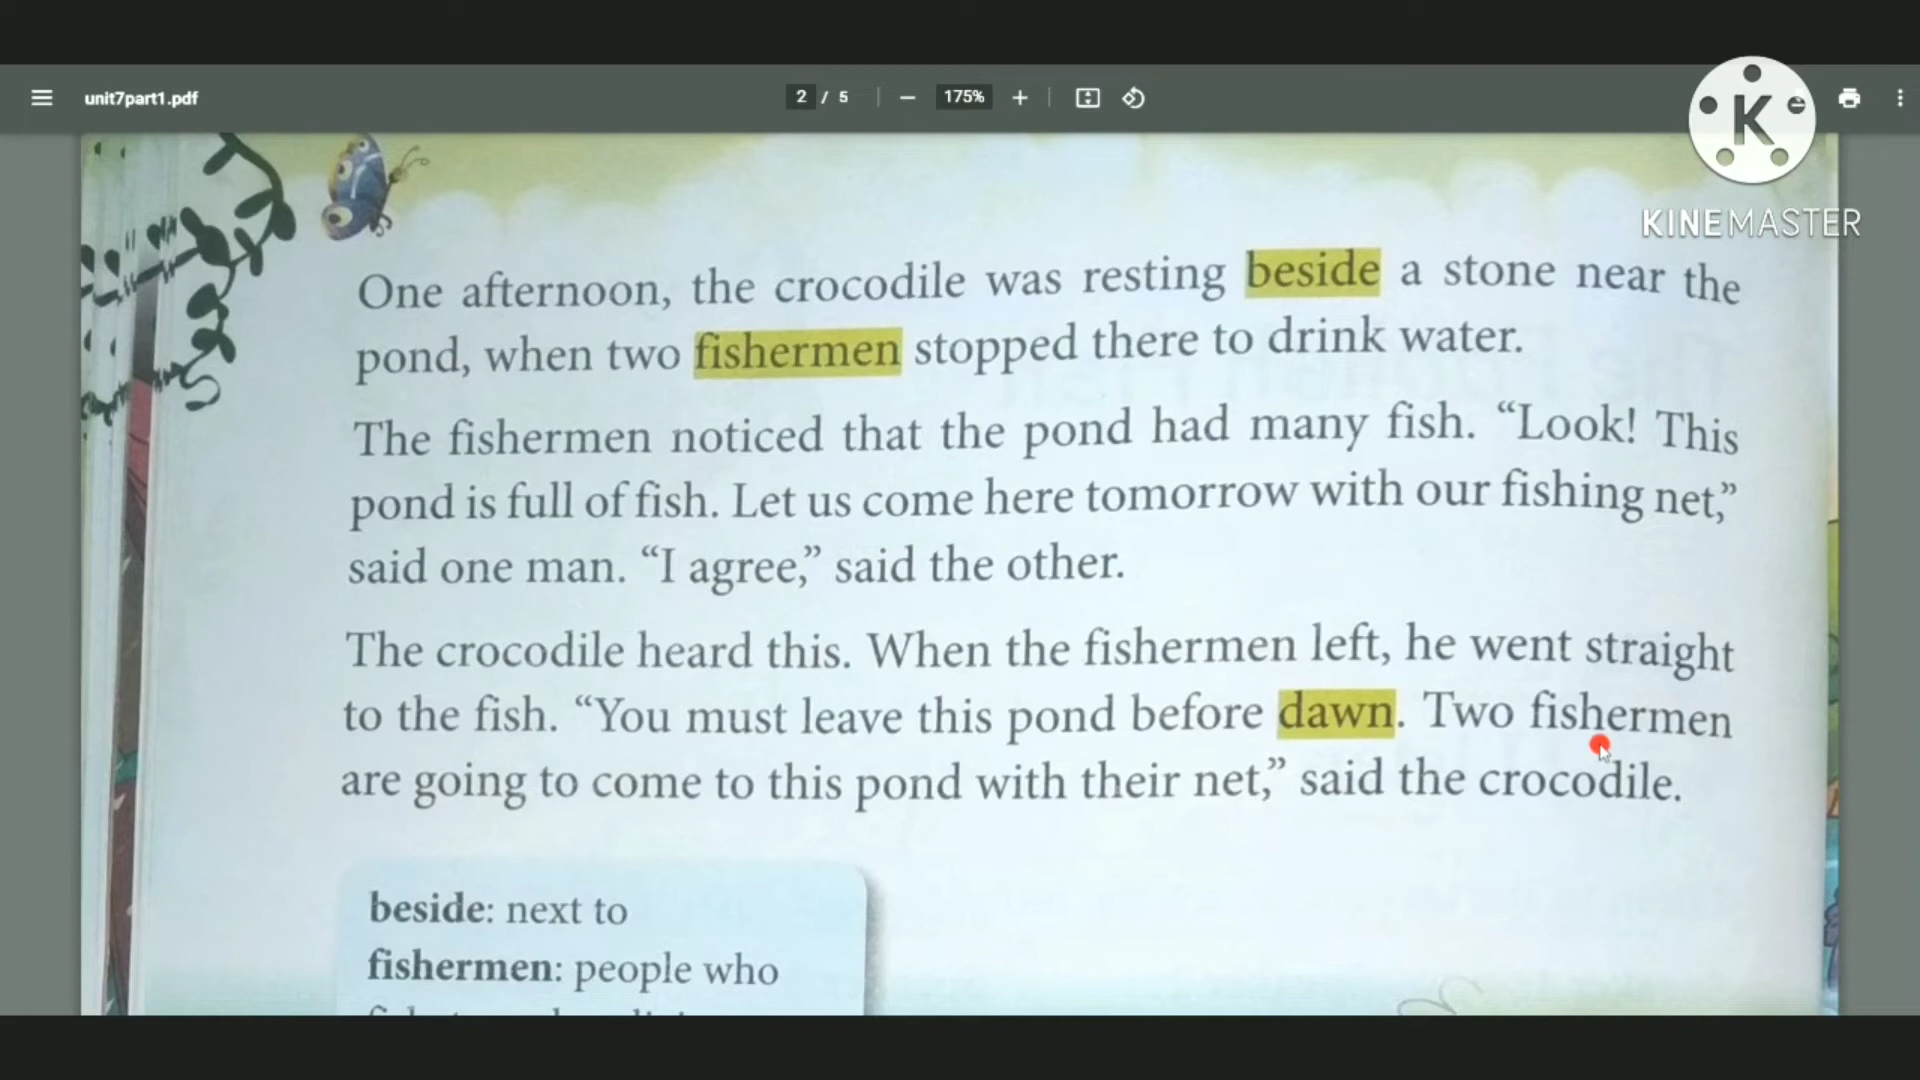 unit7part1.pdf
2 / 5
175%
K
KINEMASTER
One afternoon, the crocodile was resting beside a stone near the
pond, when two fishermen stopped there to drink water.
The fishermen noticed that the pond had many fish. “Look! This
pond is full of fish. Let us come here tomorrow with our fishing net,”
said one man. “I agree,” said the other.
The crocodile heard this. When the fishermen left, he went straight
to the fish. “You must leave this pond before dawn. Two fishermen
are going to come to this pond with their net,” said the crocodile.
beside: next to
fishermen: people who